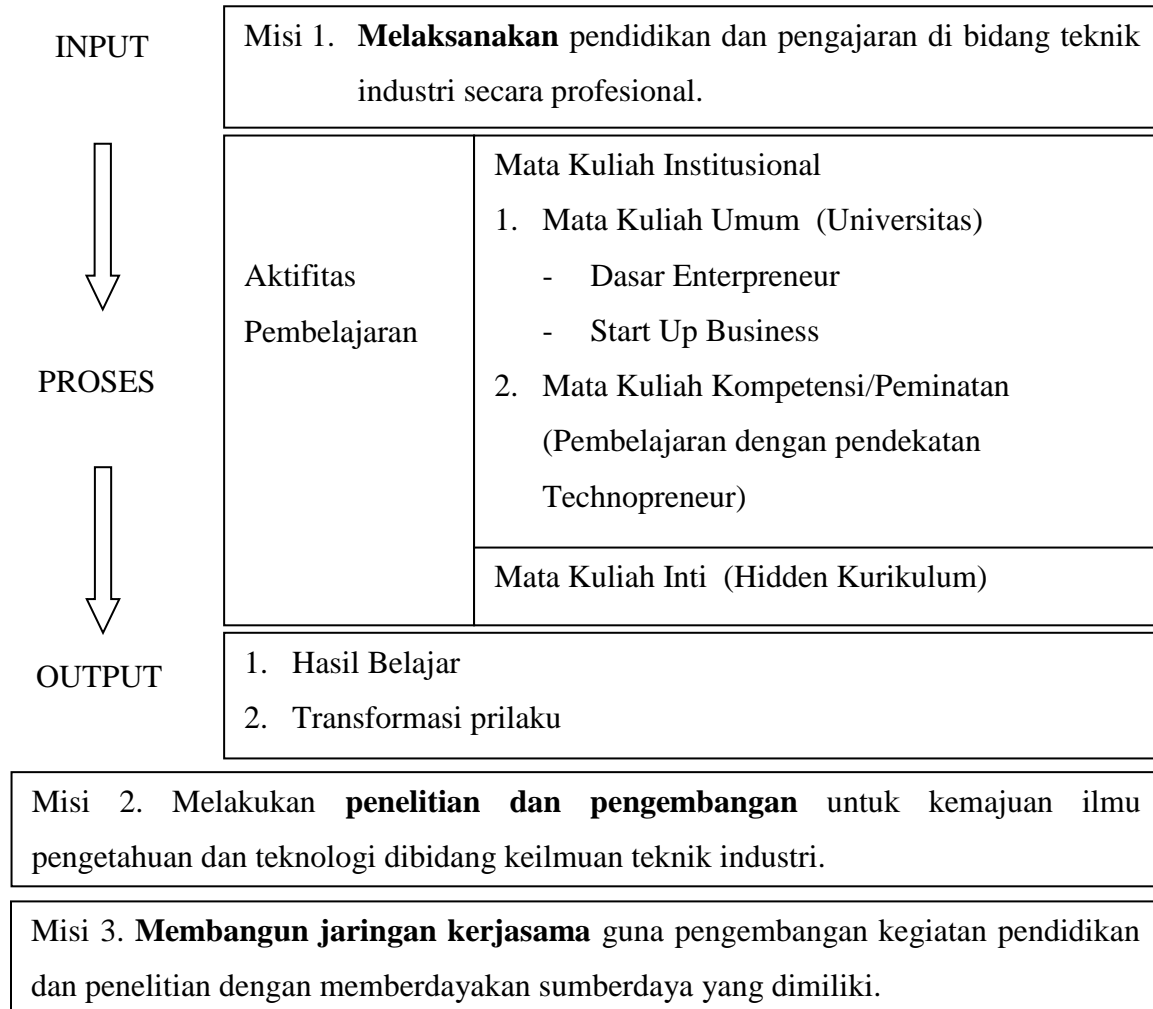 INPUT
Misi 1. Melaksanakan pendidikan dan pengajaran di bidang teknik
industri secara profesional.
PROSES
Aktifitas
Pembelajaran
Mata Kuliah Institusional
1. Mata Kuliah Umum (Universitas)
- Dasar Enterpreneur
- Start Up Business
2. Mata Kuliah Kompetensi/Peminatan
(Pembelajaran dengan pendekatan
Technopreneur)
Mata Kuliah Inti (Hidden Kurikulum)
OUTPUT
1. Hasil Belajar
2. Transformasi prilaku
Misi 2. Melakukan penelitian dan pengembangan untuk kemajuan ilmu
pengetahuan dan teknologi dibidang keilmuan teknik industri.
Misi 3. Membangun jaringan kerjasama guna pengembangan kegiatan pendidikan
dan penelitian dengan memberdayakan sumberdaya yang dimiliki.